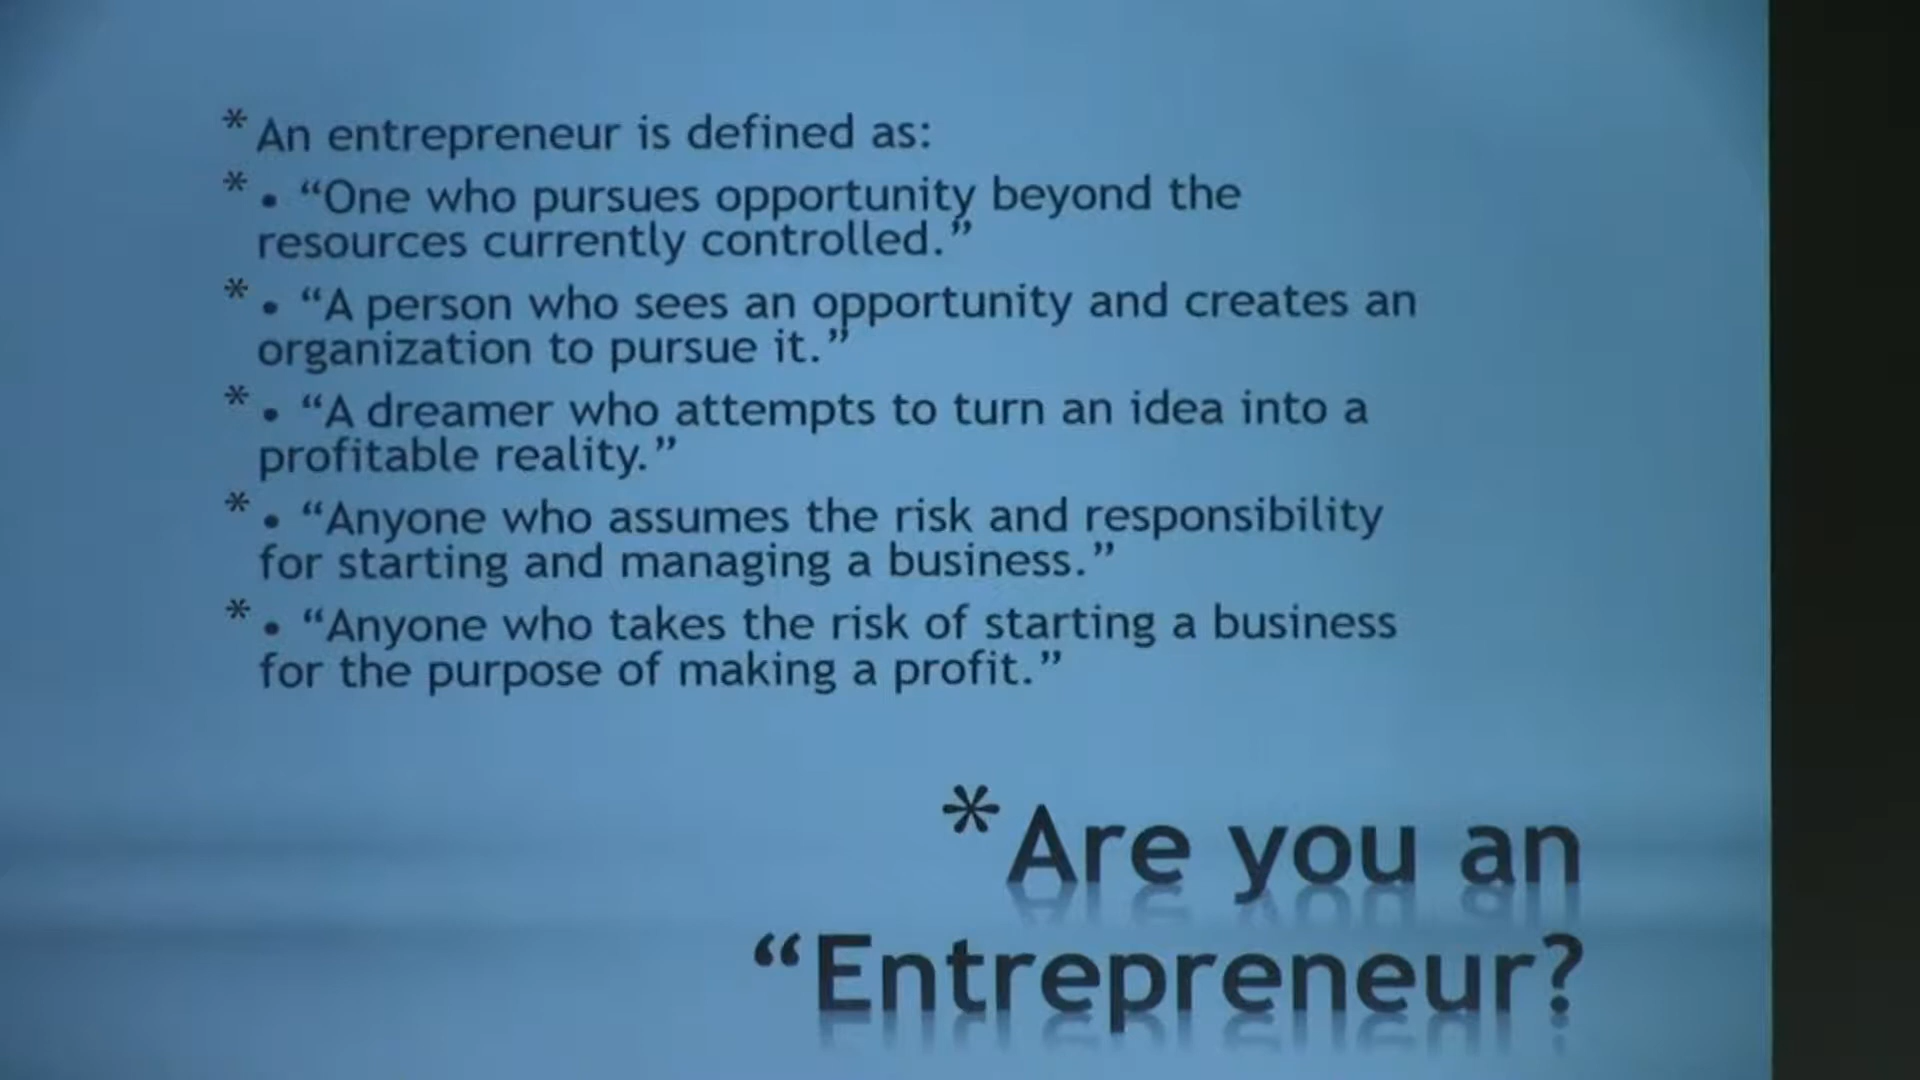 * An entrepreneur is defined as:
* • “One who pursues opportunity beyond the
resources currently controlled.”
* • “A person who sees an opportunity and creates an
organization to pursue it.”
* • “A dreamer who attempts to turn an idea into a
profitable reality.”
* • “Anyone who assumes the risk and responsibility
for starting and managing a business.”
* • “Anyone who takes the risk of starting a business
for the purpose of making a profit.”
* Are you an
“Entrepreneur?